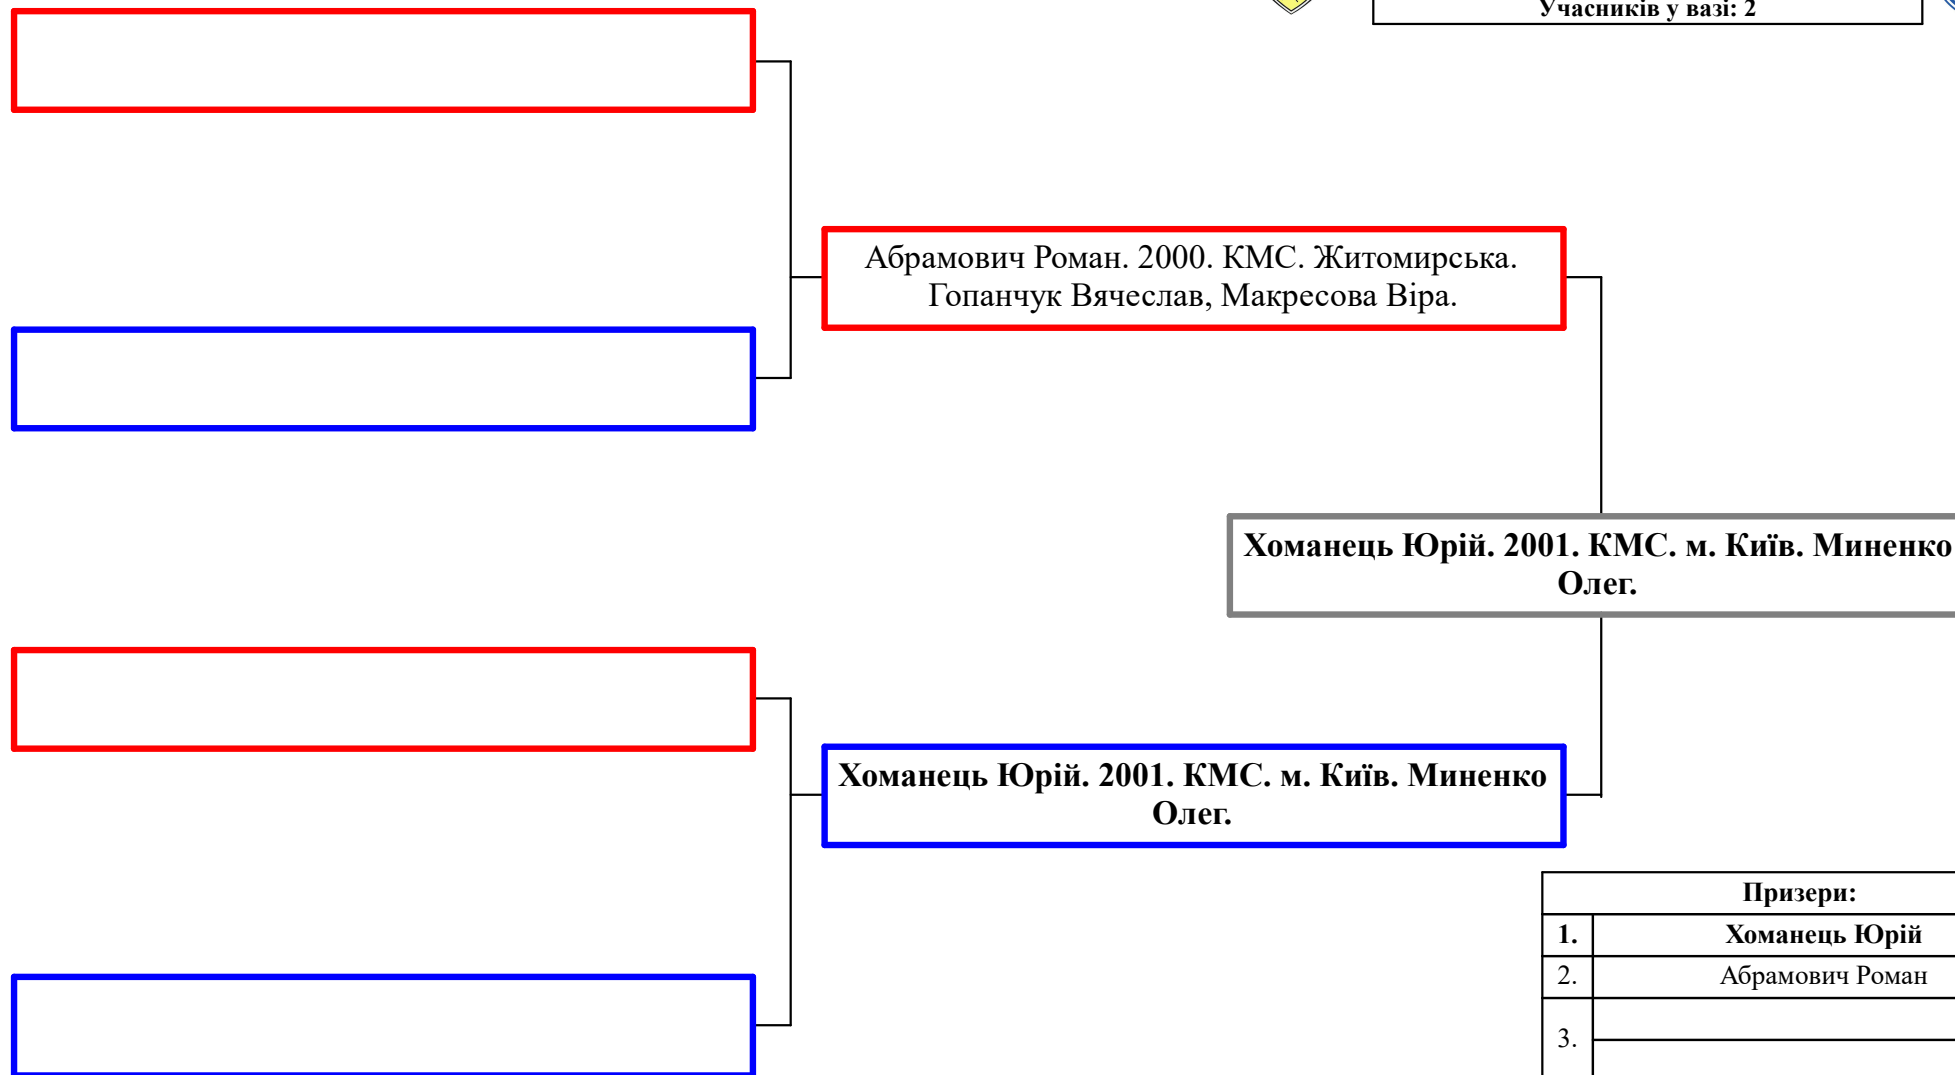 Учасників у вазі: 2
Абрамович Роман. 2000. КМС. Житомирська.
Гопанчук Вячеслав, Макресова Віра.
Хоманець Юрій. 2001. КМС. м. Київ. Миненко
Олег.
Хоманець Юрій. 2001. КМС. м. Київ. Миненко
Олег.
Призери:
1. Хоманець Юрій
2. Абрамович Роман
3.